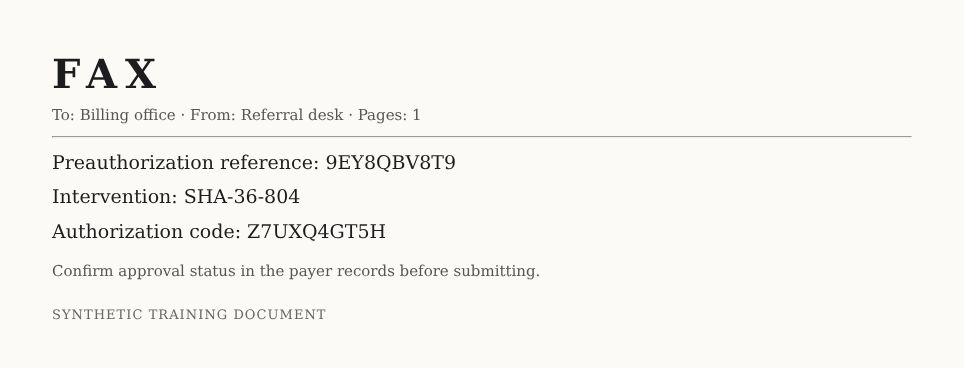 FAX
To: Billing office · From: Referral desk · Pages: 1
Preauthorization reference: 9EY8QBV8T9
Intervention: SHA-36-804
Authorization code: Z7UXQ4GT5H
Confirm approval status in the payer records before submitting.
SYNTHETIC TRAINING DOCUMENT